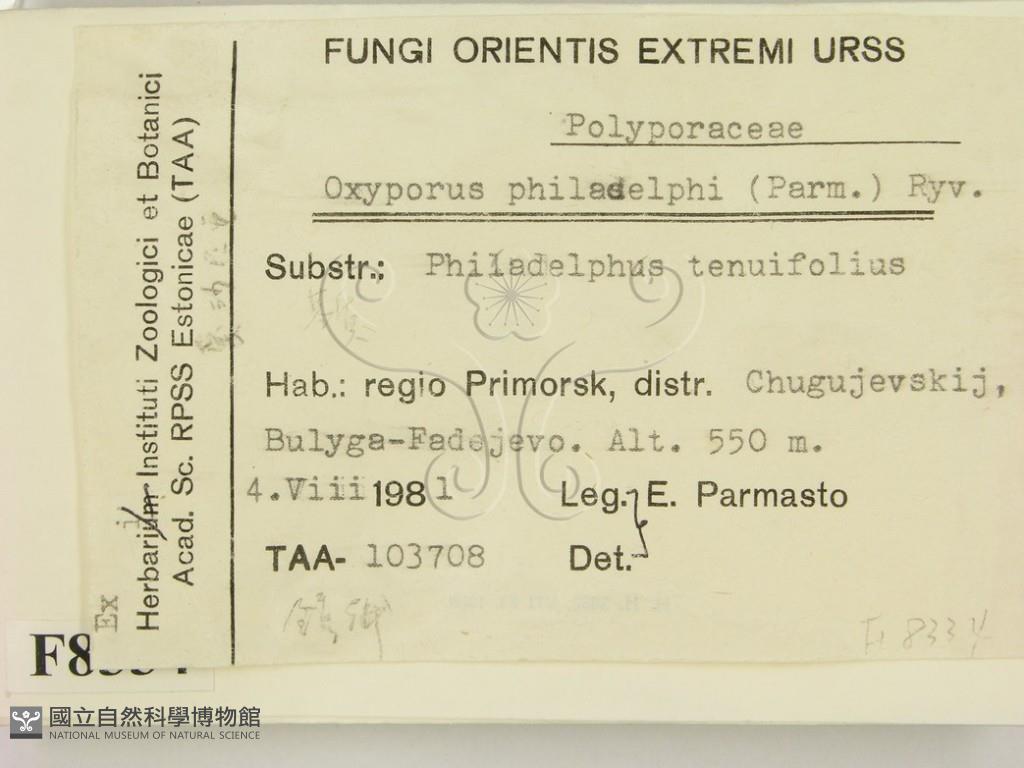 FUNGI ORIENTIS EXTREMI URSS
Polyporaceae
Oxyporus philadelphi (Parm.) Ryv.
Substr.: Philadelphus tenuifolius
Hab.: regio Primorsk, distr. Chugujevskij,
Bulyga-Fadejevo. Alt. 550 m.
4.Viii 1981 Leg. E. Parmasto
TAA- 103708 Det.
Ex
Herbarium Instituti Zoologici et Botanici
Acad. Sc. RPSS Estonicae (TAA)
F 8334
國立自然科學博物館
NATIONAL MUSEUM OF NATURAL SCIENCE